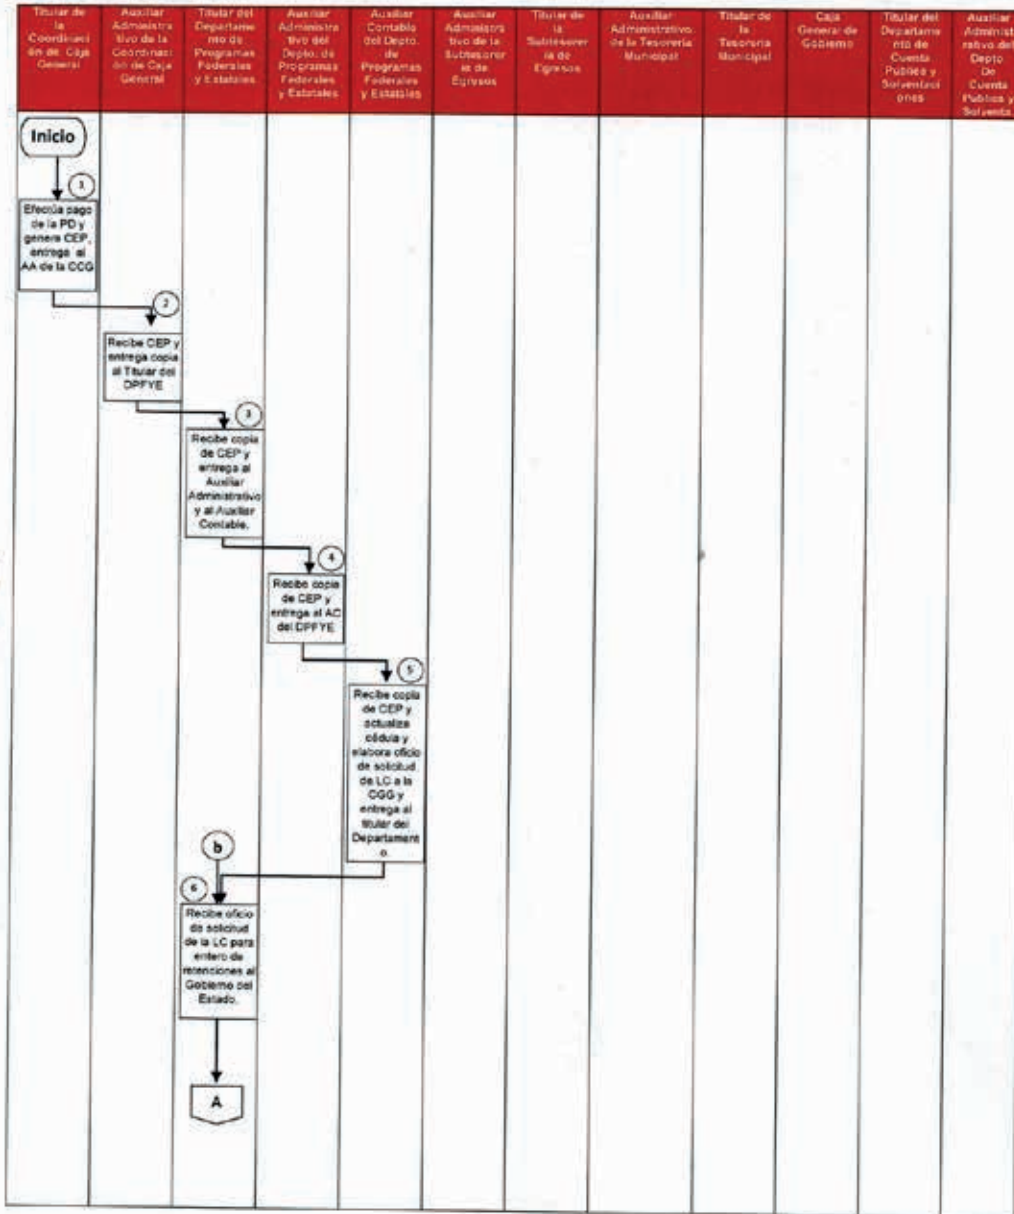 Titular de
la
Coordinaci
ón de Caja
General
Auxiliar
Administra
tivo de la
Coordinaci
ón de Caja
General
Titular del
Departame
nto de
Programas
Federales
y Estatales
Auxiliar
Administra
tivo del
Depto. de
Programas
Federales
y Estatales
Auxiliar
Contable
del Depto.
de
Programas
Federales
y Estatales
Auxiliar
Administra
tivo de la
Subtesorer
ía de
Egresos
Titular de
la
Subtesorer
ía de
Egresos
Auxiliar
Administrativo
de la Tesorería
Municipal
Titular de
la
Tesorería
Municipal
Caja
General de
Gobierno
Titular del
Departame
nto de
Cuenta
Pública y
Solventaci
ones
Auxiliar
Administ
rativo del
Depto
De
Cuenta
Pública y
Solventa
Inicio
1
Efectúa pago
de la PD y
genera CEP,
entrega al
AA de la CCG
2
Recibe CEP y
entrega copia
al Titular del
DPFYE
3
Recibe copia
de CEP y
entrega al
Auxiliar
Administrativo
y al Auxiliar
Contable.
4
Recibe copia
de CEP y
entrega al AC
del DPFYE
5
Recibe copia
de CEP y
actualiza
cédula y
elabora oficio
de solicitud
de LC a la
CGG y
entrega al
titular del
Departament
o.
b
6
Recibe oficio
de solicitud
de la LC para
entero de
retenciones al
Gobierno del
Estado.
A